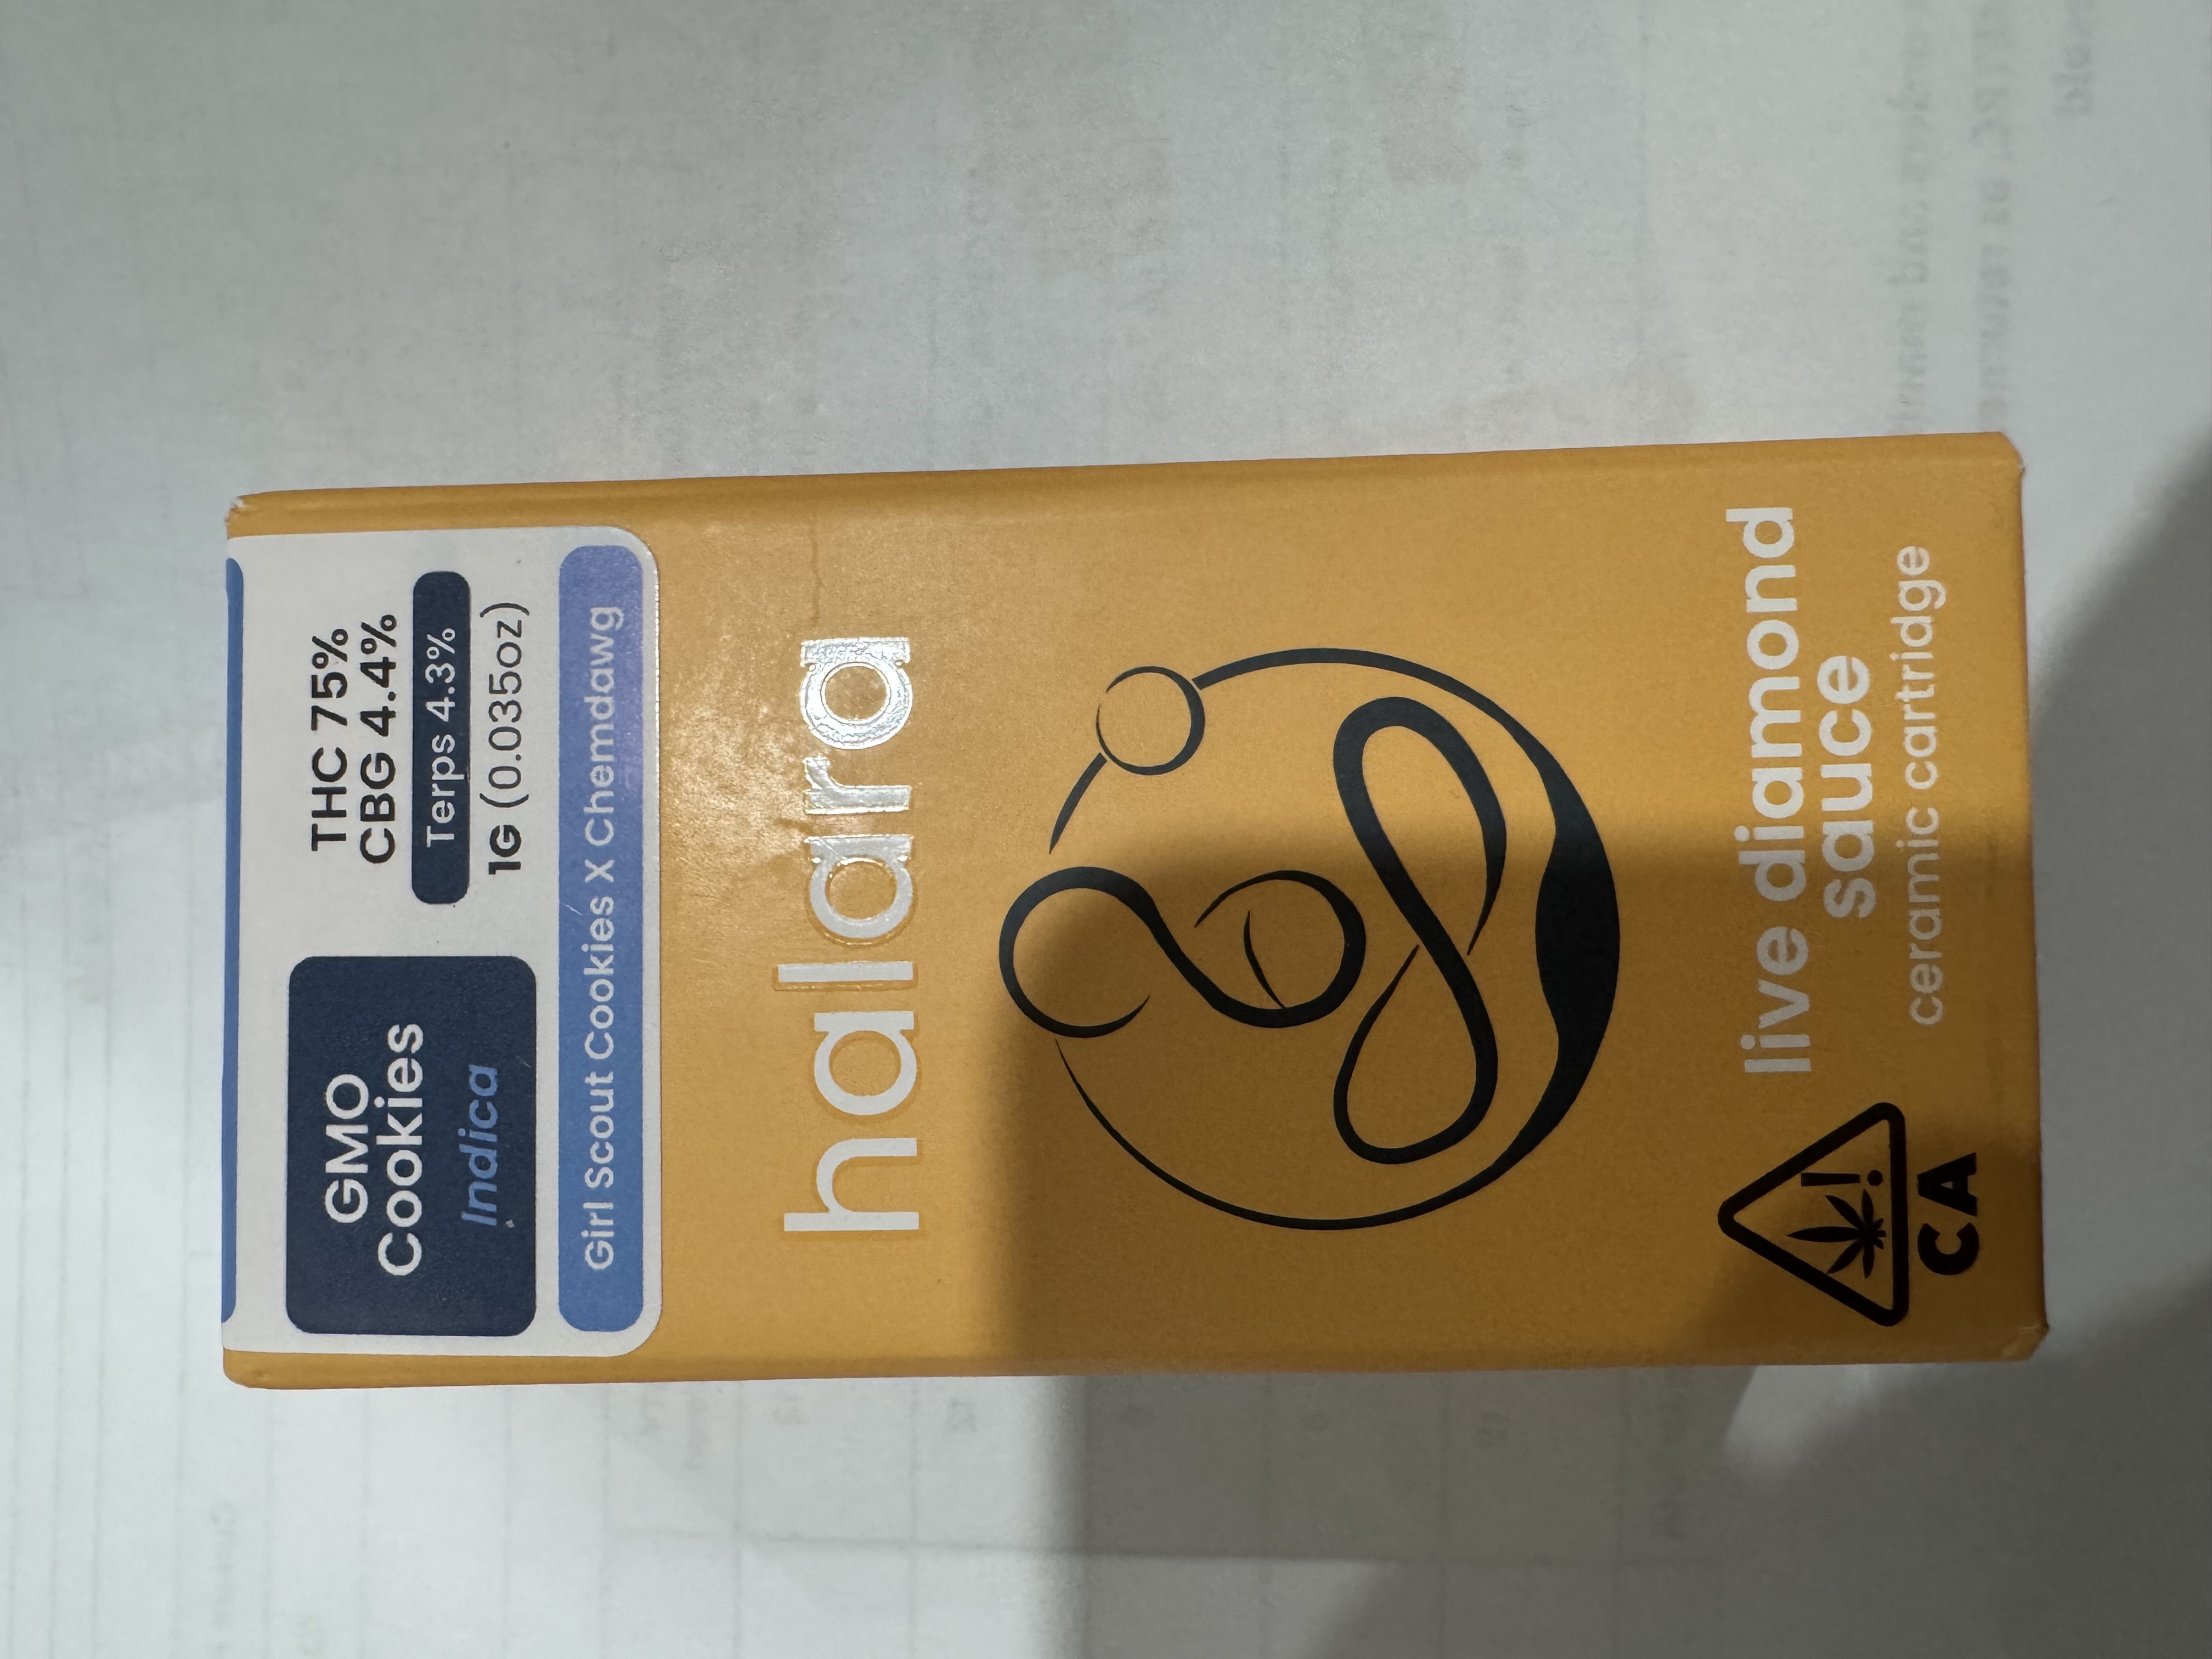 GMO
Cookies
Indica
THC 75%
CBG 4.4%
Terps 4.3%
1G (0.035oz)
Girl Scout Cookies X Chemdawg
halara
live diamond
sauce
ceramic cartridge
!
CA